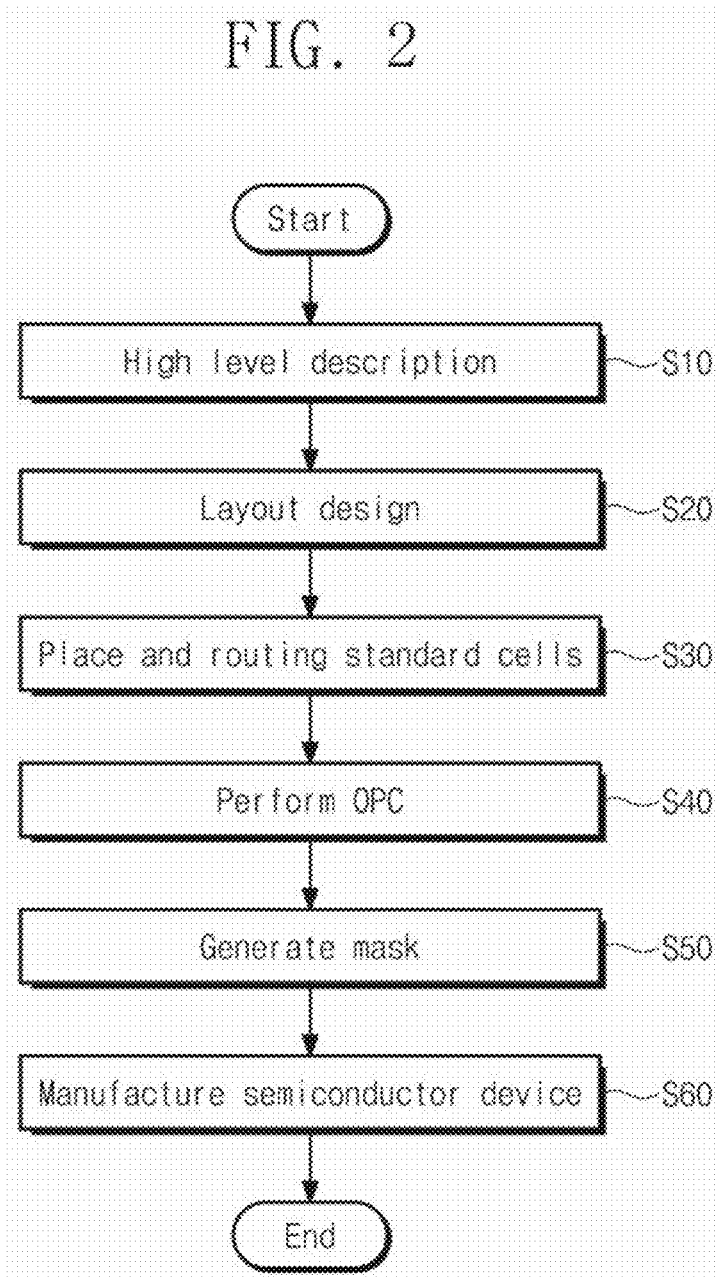 FIG. 2
Start
High level description
S10
Layout design
S20
Place and routing standard cells
S30
Perform OPC
S40
Generate mask
S50
Manufacture semiconductor device
S60
End